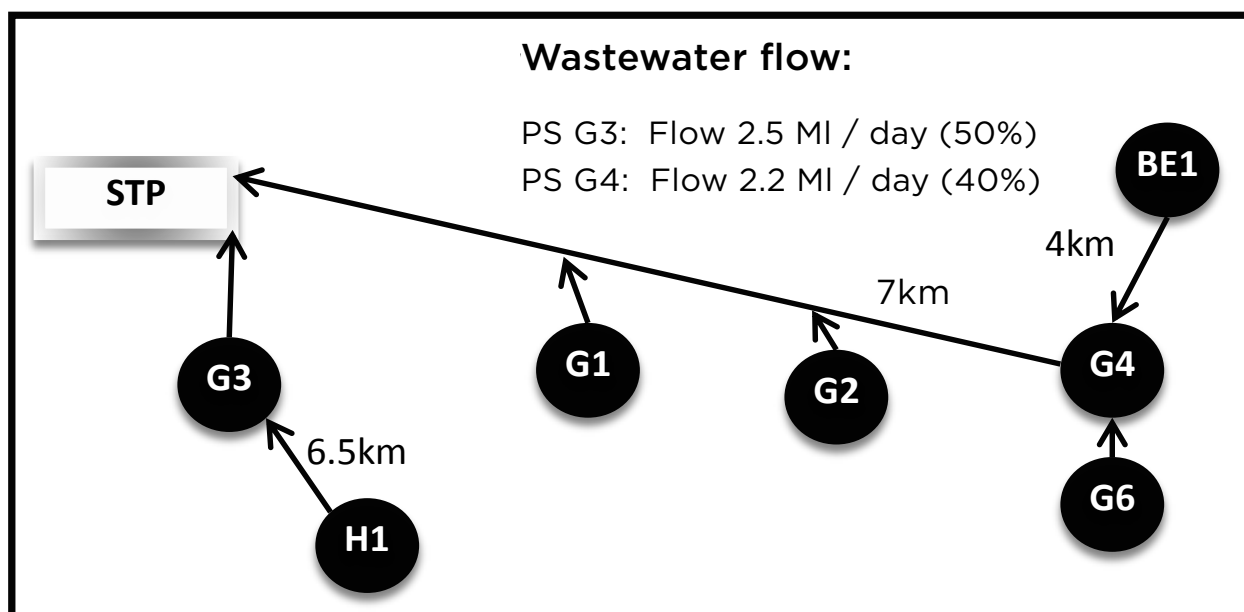 Wastewater flow:
PS G3: Flow 2.5 Ml / day (50%)
PS G4: Flow 2.2 Ml / day (40%)
BE1
STP
4km
7km
G3
G1
G2
G4
6.5km
H1
G6